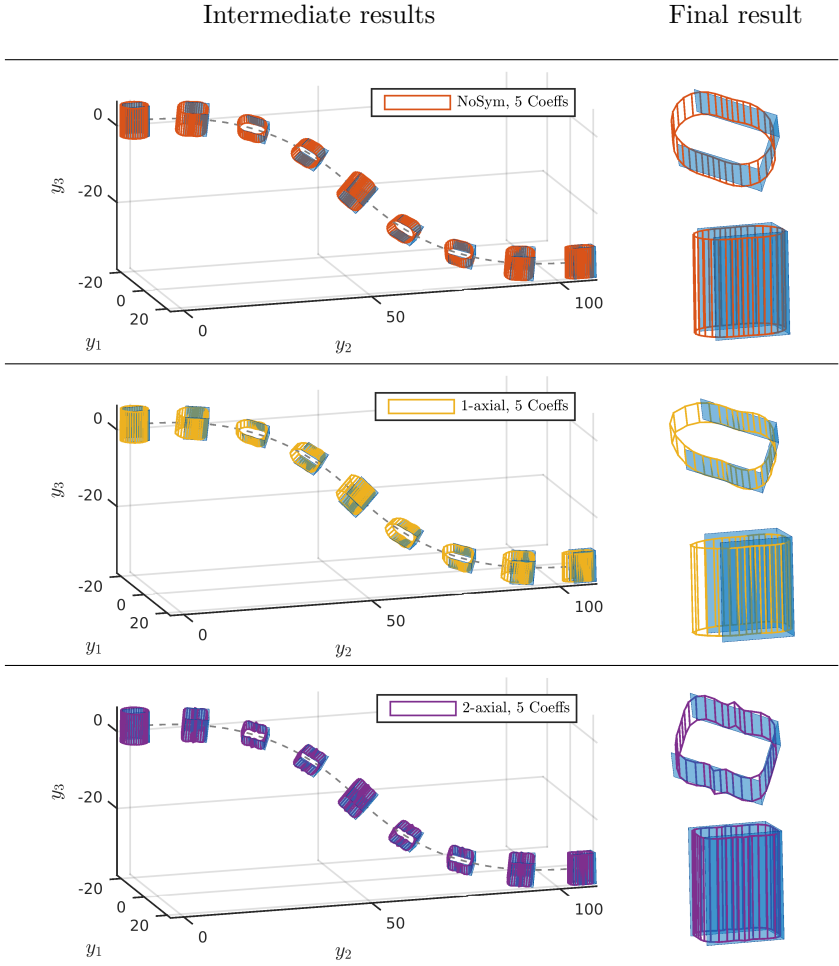 Intermediate results
Final result
NoSym, 5 Coeffs
0
-20
-20
0
20
0
50
100
y₃
y₁
y₂
1-axial, 5 Coeffs
0
-20
-20
0
20
0
50
100
y₃
y₁
y₂
2-axial, 5 Coeffs
0
-20
-20
0
20
0
50
100
y₃
y₁
y₂